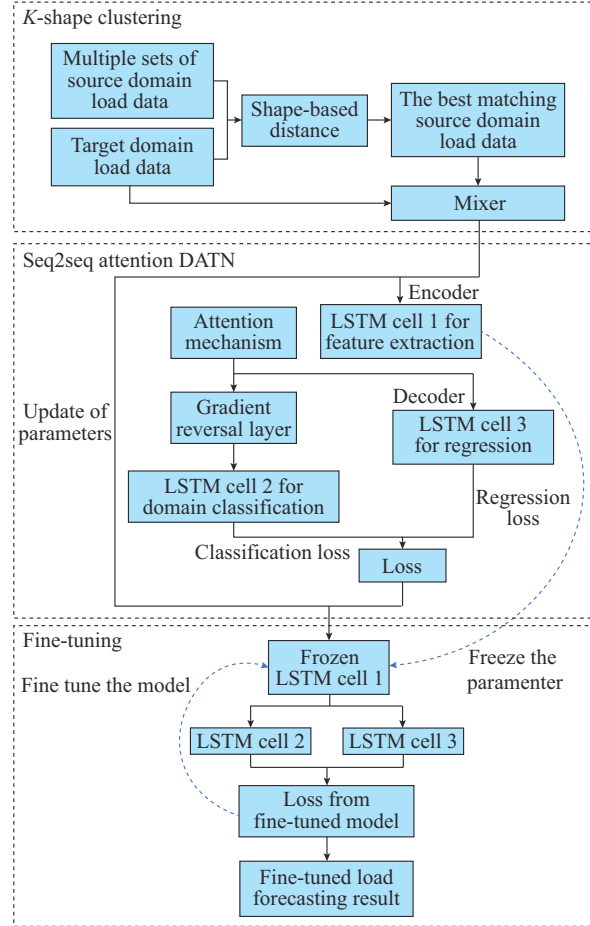 K-shape clustering
Multiple sets of
source domain
load data
Target domain
load data
Shape-based
distance
The best matching
source domain
load data
Mixer
Seq2seq attention DATN
Encoder
LSTM cell 1 for
feature extraction
Attention
mechanism
Update of
parameters
Gradient
reversal layer
Decoder
LSTM cell 3
for regression
LSTM cell 2 for
domain classification
Regression
loss
Classification loss
Loss
Fine-tuning
Frozen
LSTM cell 1
Fine tune the model
Freeze the
paramenter
LSTM cell 2
LSTM cell 3
Loss from
fine-tuned model
Fine-tuned load
forecasting result